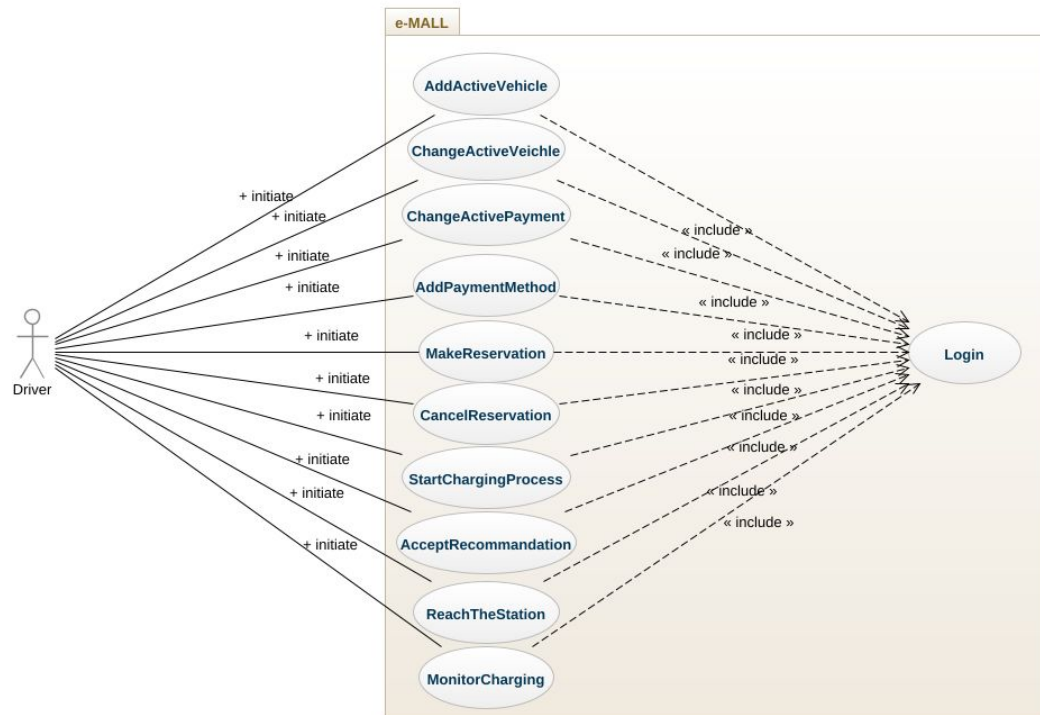 e-MALL
AddActiveVehicle
ChangeActiveVeichle
ChangeActivePayment
AddPaymentMethod
MakeReservation
CancelReservation
StartChargingProcess
AcceptRecommandation
ReachTheStation
MonitorCharging
+ initiate
+ initiate
+ initiate
+ initiate
+ initiate
+ initiate
+ initiate
+ initiate
+ initiate
+ initiate
« include »
« include »
« include »
« include »
« include »
« include »
« include »
« include »
« include »
« include »
Driver
Login